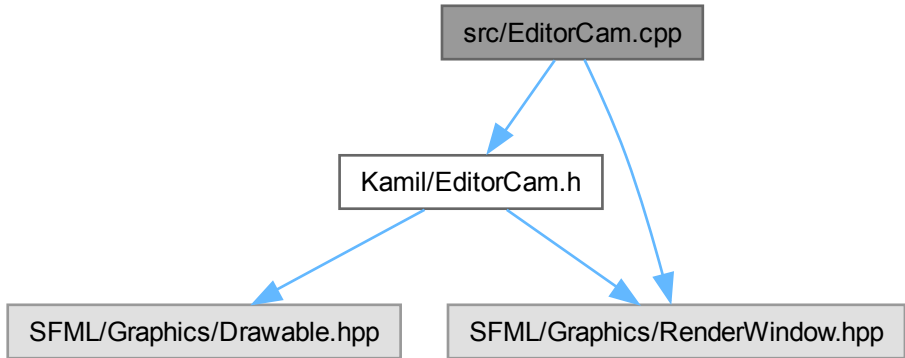 src/EditorCam.cpp
Kamil/EditorCam.h
SFML/Graphics/Drawable.hpp
SFML/Graphics/RenderWindow.hpp